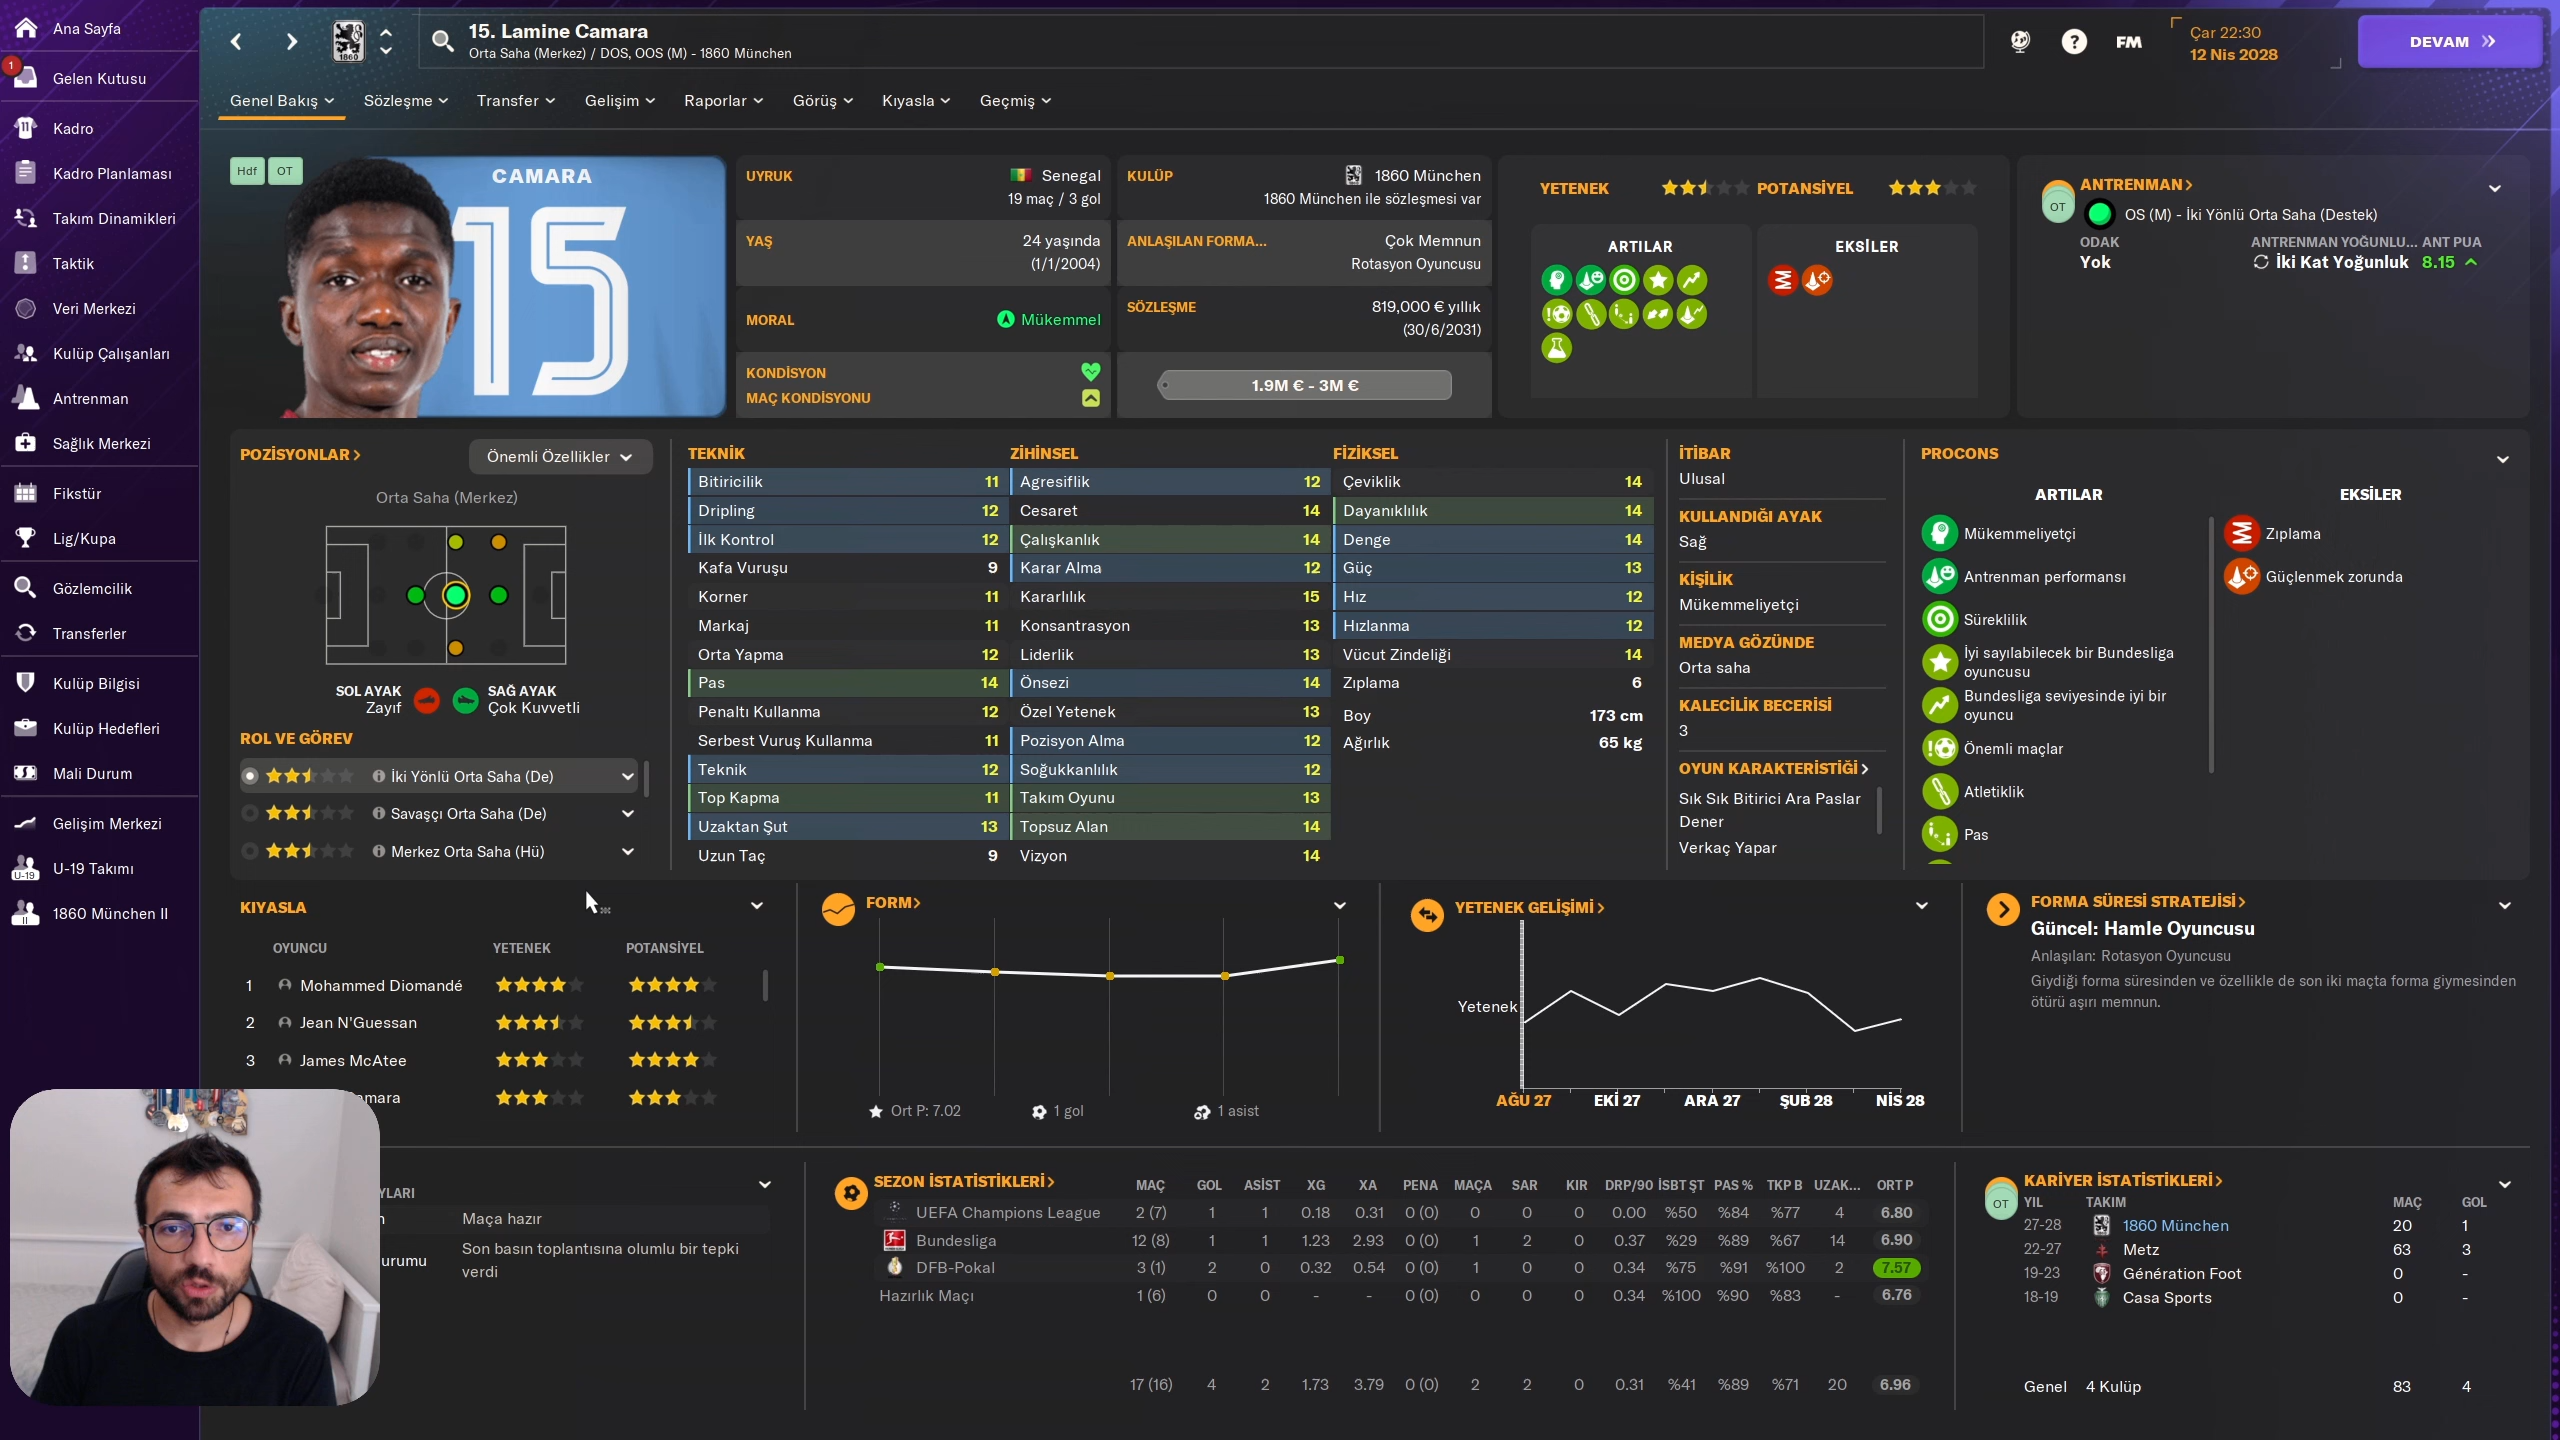 Ana Sayfa
1
Gelen Kutusu
Kadro
Kadro Planlaması
Takım Dinamikleri
Taktik
Veri Merkezi
Kulüp Çalışanları
Antrenman
Sağlık Merkezi
Fikstür
Lig/Kupa
Gözlemcilik
Transferler
Kulüp Bilgisi
Kulüp Hedefleri
Mali Durum
Gelişim Merkezi
U-19 Takımı
1860 München II
15. Lamine Camara
Orta Saha (Merkez) / DOS, OOS (M) - 1860 München
FM
Çar 22:30
12 Nis 2028
DEVAM
Genel Bakış Sözleşme Transfer Gelişim Raporlar Görüş Kıyasla Geçmiş
Hdf OT
CAMARA
15
UYRUK Senegal
19 maç / 3 gol
YAŞ 24 yaşında
(1/1/2004)
MORAL Mükemmel
KONDİSYON
MAÇ KONDİSYONU
KULÜP 1860 München
1860 München ile sözleşmesi var
ANLAŞILAN FORMA... Çok Memnun
Rotasyon Oyuncusu
SÖZLEŞME 819,000 € yıllık
(30/6/2031)
1.9M € - 3M €
YETENEK POTANSİYEL
ARTILAR EKSİLER
OT
ANTRENMAN
OS (M) - İki Yönlü Orta Saha (Destek)
ODAK ANTRENMAN YOĞUNLU... ANT PUA
Yok İki Kat Yoğunluk 8.15
POZİSYONLAR Önemli Özellikler
Orta Saha (Merkez)
SOL AYAK SAĞ AYAK
Zayıf Çok Kuvvetli
ROL VE GÖREV
İki Yönlü Orta Saha (De)
Savaşçı Orta Saha (De)
Merkez Orta Saha (Hü)
TEKNİK
Bitiricilik 11
Dripling 12
İlk Kontrol 12
Kafa Vuruşu 9
Korner 11
Markaj 11
Orta Yapma 12
Pas 14
Penaltı Kullanma 12
Serbest Vuruş Kullanma 11
Teknik 12
Top Kapma 11
Uzaktan Şut 13
Uzun Taç 9
ZİHİNSEL
Agresiflik 12
Cesaret 14
Çalışkanlık 14
Karar Alma 12
Kararlılık 15
Konsantrasyon 13
Liderlik 13
Önsezi 14
Özel Yetenek 13
Pozisyon Alma 12
Soğukkanlılık 12
Takım Oyunu 13
Topsuz Alan 14
Vizyon 14
FİZİKSEL
Çeviklik 14
Dayanıklılık 14
Denge 14
Güç 13
Hız 12
Hızlanma 12
Vücut Zindeliği 14
Zıplama 6
Boy 173 cm
Ağırlık 65 kg
İTİBAR
Ulusal
KULLANDIĞI AYAK
Sağ
KİŞİLİK
Mükemmeliyetçi
MEDYA GÖZÜNDE
Orta saha
KALECİLİK BECERİSİ
3
OYUN KARAKTERİSTİĞİ
Sık Sık Bitirici Ara Paslar
Dener
Verkaç Yapar
PROCONS
ARTILAR
Mükemmeliyetçi
Antrenman performansı
Süreklilik
İyi sayılabilecek bir Bundesliga
oyuncusu
Bundesliga seviyesinde iyi bir
oyuncu
Önemli maçlar
Atletiklik
Pas
EKSİLER
Zıplama
Güçlenmek zorunda
KIYASLA
OYUNCU YETENEK POTANSİYEL
1 Mohammed Diomandé
2 Jean N'Guessan
3 James McAtee
amara
FORM
Ort P: 7.02 1 gol 1 asist
YETENEK GELİŞİMİ
Yetenek
AĞU 27 EKİ 27 ARA 27 ŞUB 28 NİS 28
FORMA SÜRESİ STRATEJİSİ
Güncel: Hamle Oyuncusu
Anlaşılan: Rotasyon Oyuncusu
Giydiği forma süresinden ve özellikle de son iki maçta forma giymesinden
ötürü aşırı memnun.
YLARI
n Maça hazır
urumu Son basın toplantısına olumlu bir tepki
verdi
SEZON İSTATİSTİKLERİ MAÇ GOL ASİST XG XA PENA MAÇA SAR KIR DRP/90 İSBT ŞT PAS % TKP B UZAK... ORT P
UEFA Champions League 2 (7) 1 1 0.18 0.31 0 (0) 0 0 0 0.00 %50 %84 %77 4 6.80
Bundesliga 12 (8) 1 1 1.23 2.93 0 (0) 1 2 0 0.37 %29 %89 %67 14 6.90
DFB-Pokal 3 (1) 2 0 0.32 0.54 0 (0) 1 0 0 0.34 %75 %91 %100 2 7.57
Hazırlık Maçı 1 (6) 0 0 - - 0 (0) 0 0 0 0.34 %100 %90 %83 - 6.76
17 (16) 4 2 1.73 3.79 0 (0) 2 2 0 0.31 %41 %89 %71 20 6.96
OT
KARİYER İSTATİSTİKLERİ
YIL TAKIM MAÇ GOL
27-28 1860 München 20 1
22-27 Metz 63 3
19-23 Génération Foot 0 -
18-19 Casa Sports 0 -
Genel 4 Kulüp 83 4